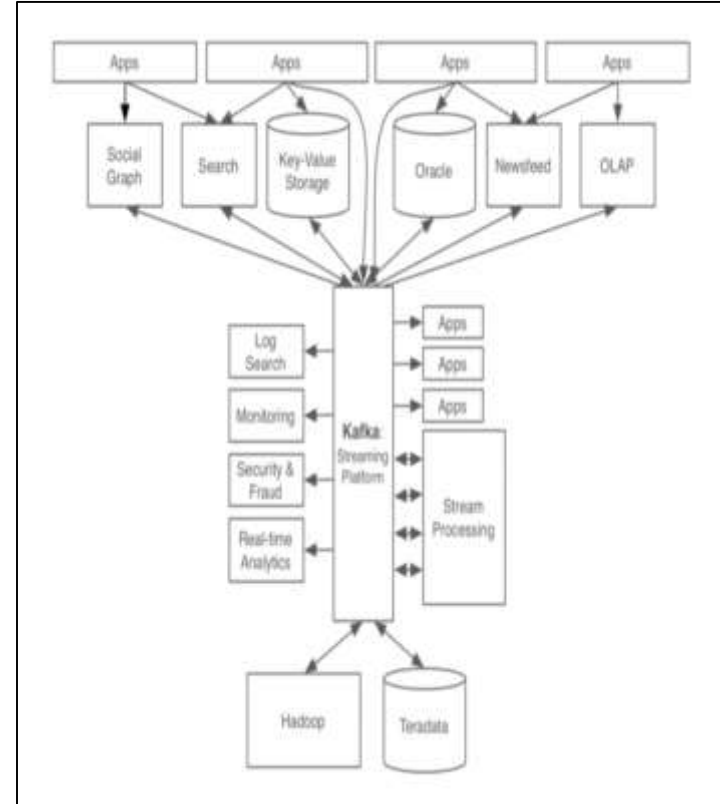 Apps
Apps
Apps
Apps
Social
Graph
Search
Key-Value
Storage
Oracle
Newsfeed
OLAP
Log
Search
Monitoring
Security &
Fraud
Real-time
Analytics
Kafka:
Streaming
Platform
Apps
Apps
Apps
Stream
Processing
Hadoop
Teradata